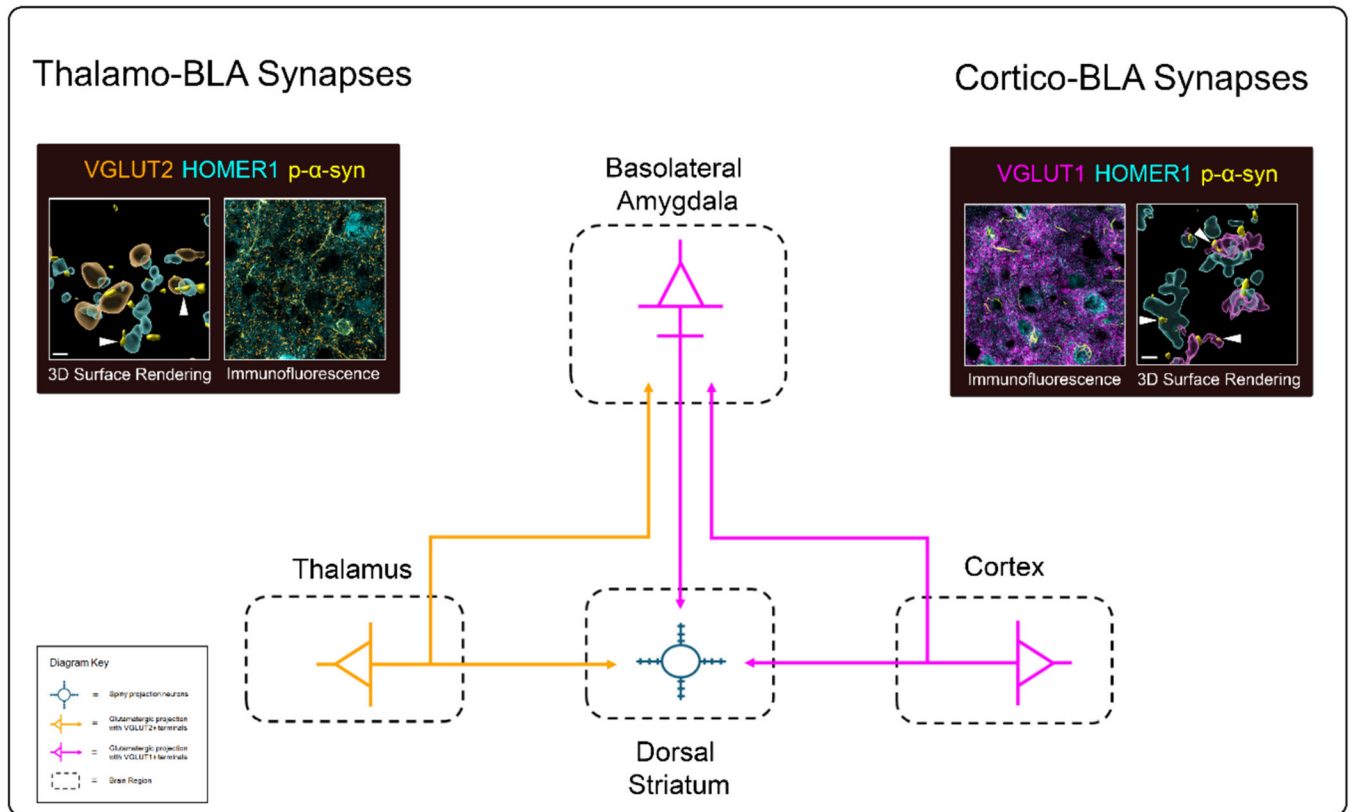 Thalamo-BLA Synapses
VGLUT2 HOMER1 p-α-syn
3D Surface Rendering
Immunofluorescence
Cortico-BLA Synapses
VGLUT1 HOMER1 p-α-syn
Immunofluorescence
3D Surface Rendering
Basolateral
Amygdala
Thalamus
Cortex
Dorsal
Striatum
Diagram Key
= Spiny projection neurons
= Glutamatergic projection
with VGLUT2+ terminals
= Glutamatergic projection
with VGLUT1+ terminals
= Brain Region